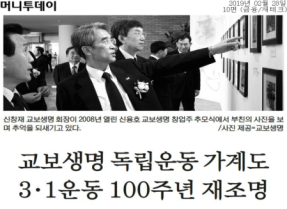 머니투데이
2019년 02월 28일
10면 (금융/재테크)
신창재 교보생명 회장이 2008년 열린 신용호 교보생명 창업주 추모식에서 부친의 사진을 보
며 추억을 되새기고 있다. /사진 제공=교보생명
교보생명 독립운동 가계도
3·1운동 100주년 재조명